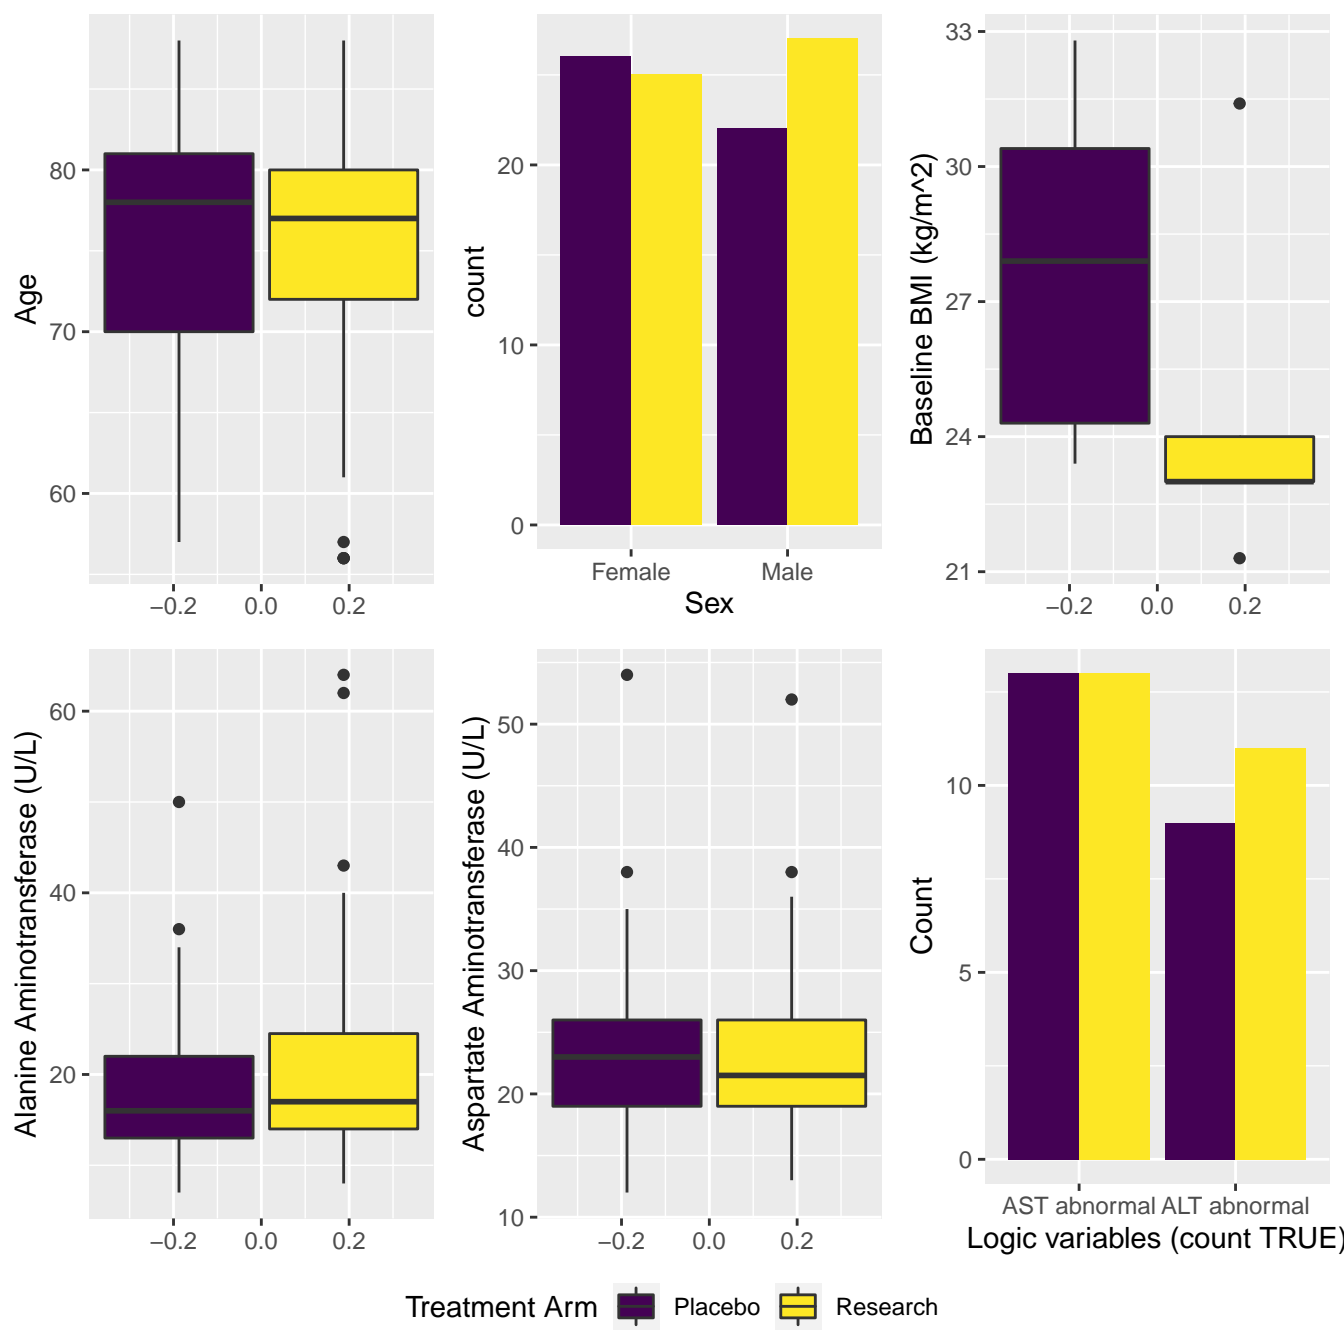 Age
80
70
60
−0.2 0.0 0.2
count
20
10
0
Female Male
Sex
Baseline BMI (kg/m^2)
33
30
27
24
21
−0.2 0.0 0.2
Alanine Aminotransferase (U/L)
60
40
20
−0.2 0.0 0.2
Aspartate Aminotransferase (U/L)
50
40
30
20
10
−0.2 0.0 0.2
Count
10
5
0
AST abnormal ALT abnormal
Logic variables (count TRUE)
Treatment Arm Placebo Research